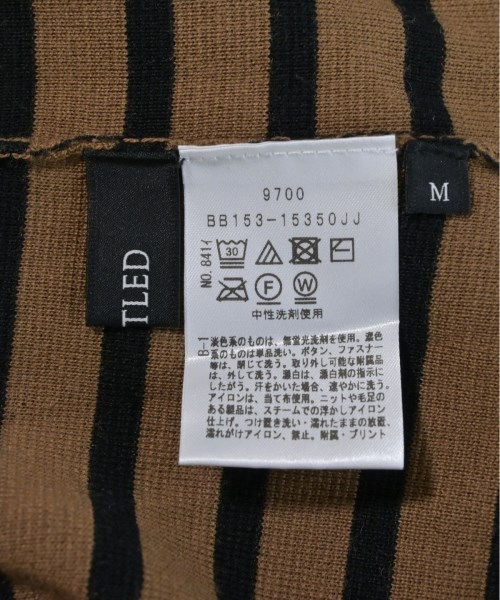 9700
BB153-15350JJ
NO.841イ
30
F W
中性洗剤使用
B-1
淡色系のものは、無蛍光洗剤を使用。濃色
系のものは単品洗い。ボタン、ファスナー
等は、閉じて洗う。取り外し可能な附属品
は、外して洗う。漂白は、漂白剤の指示に
したがう。汗をかいた場合、速やかに洗う。
アイロンは、当て布使用。ニットや毛足の
ある製品は、スチームでの浮かしアイロン
仕上げ。つけ置き洗い・濡れたままの放置、
濡れがけアイロン、禁止。附属・プリント
TLED
M